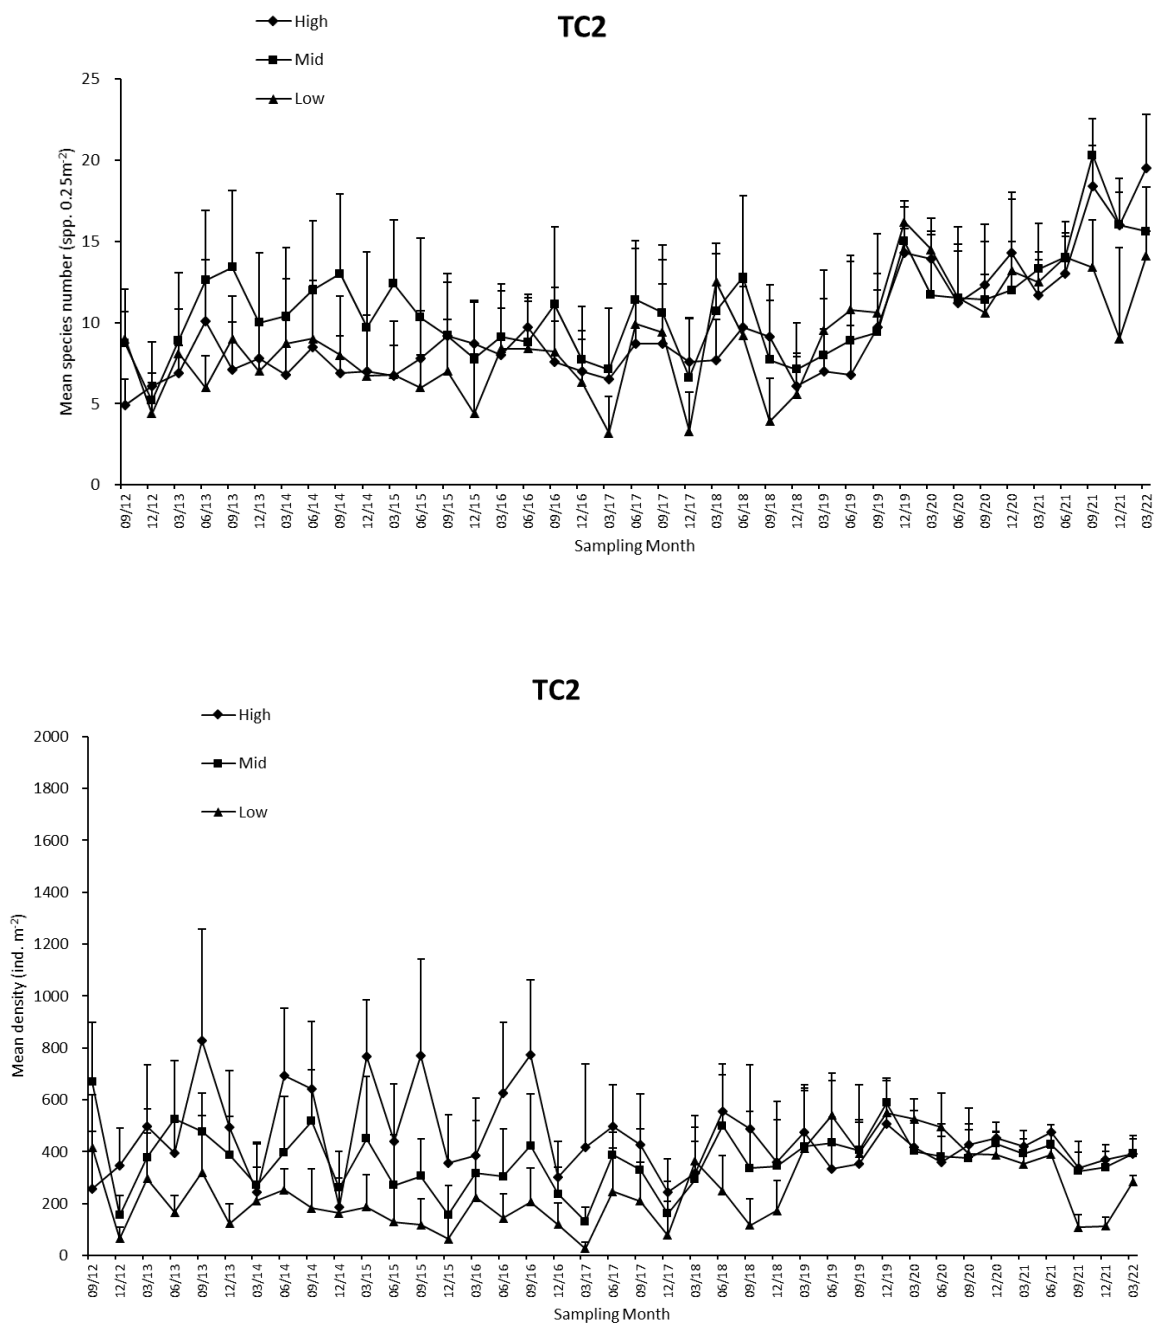 TC2
High
Mid
Low
Mean species number (spp. 0.25m-2)
25
20
15
10
5
0
09/12 12/12 03/13 06/13 09/13 12/13 03/14 06/14 09/14 12/14 03/15 06/15 09/15 12/15 03/16 06/16 09/16 12/16 03/17 06/17 09/17 12/17 03/18 06/18 09/18 12/18 03/19 06/19 09/19 12/19 03/20 06/20 09/20 12/20 03/21 06/21 09/21 12/21 03/22
Sampling Month
TC2
High
Mid
Low
Mean density (ind. m-2)
2000
1800
1600
1400
1200
1000
800
600
400
200
0
09/12 12/12 03/13 06/13 09/13 12/13 03/14 06/14 09/14 12/14 03/15 06/15 09/15 12/15 03/16 06/16 09/16 12/16 03/17 06/17 09/17 12/17 03/18 06/18 09/18 12/18 03/19 06/19 09/19 12/19 03/20 06/20 09/20 12/20 03/21 06/21 09/21 12/21 03/22
Sampling Month